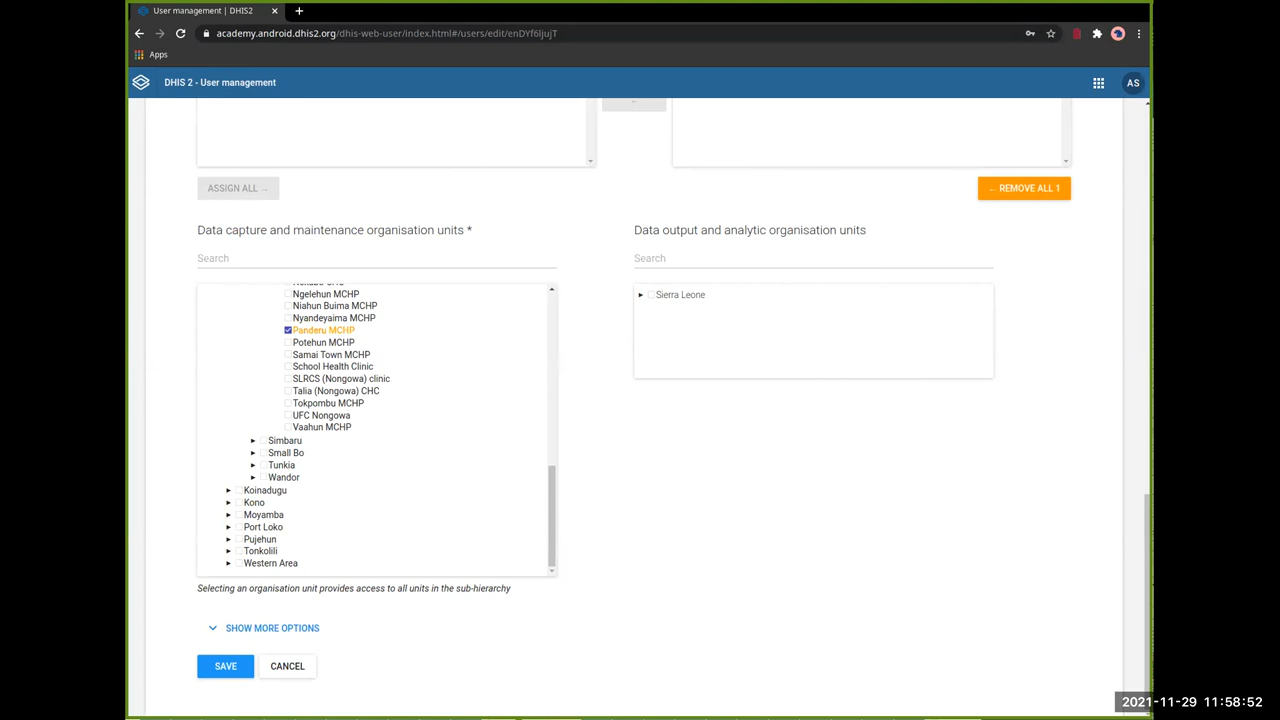 User management | DHIS2
academy.android.dhis2.org/dhis-web-user/index.html#/users/edit/enDYf6ljujT
Apps
DHIS 2 - User management
AS
ASSIGN ALL →
← REMOVE ALL 1
Data capture and maintenance organisation units *
Data output and analytic organisation units
Search
Search
Ngelehun MCHP
Sierra Leone
Niahun Buima MCHP
Nyandeyaima MCHP
Panderu MCHP
Potehun MCHP
Samai Town MCHP
School Health Clinic
SLRCS (Nongowa) clinic
Talia (Nongowa) CHC
Tokpombu MCHP
UFC Nongowa
Vaahun MCHP
Simbaru
Small Bo
Tunkia
Wandor
Koinadugu
Kono
Moyamba
Port Loko
Pujehun
Tonkolili
Western Area
Selecting an organisation unit provides access to all units in the sub-hierarchy
SHOW MORE OPTIONS
SAVE
CANCEL
2021-11-29 11:58:52